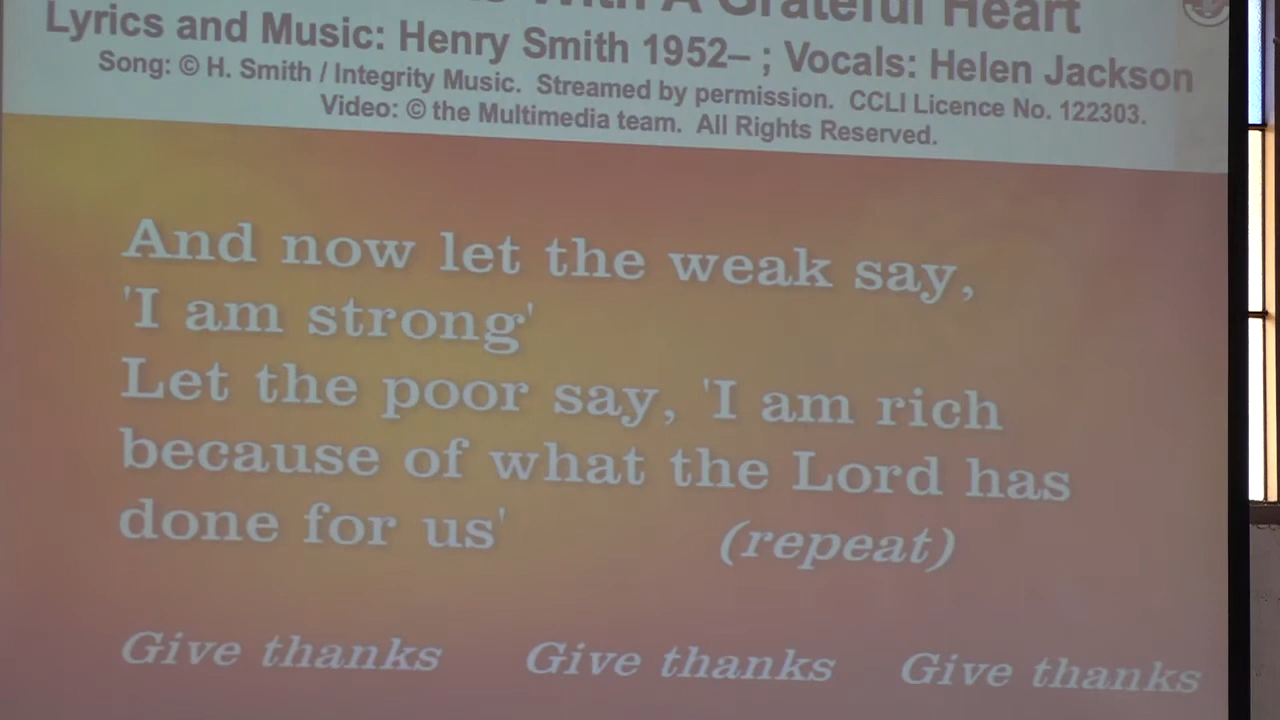 With A Grateful Heart
Lyrics and Music: Henry Smith 1952– ; Vocals: Helen Jackson
Song: © H. Smith / Integrity Music. Streamed by permission. CCLI Licence No. 122303.
Video: © the Multimedia team. All Rights Reserved.
And now let the weak say,
'I am strong'
Let the poor say, 'I am rich
because of what the Lord has
done for us' (repeat)
Give thanks Give thanks Give thanks